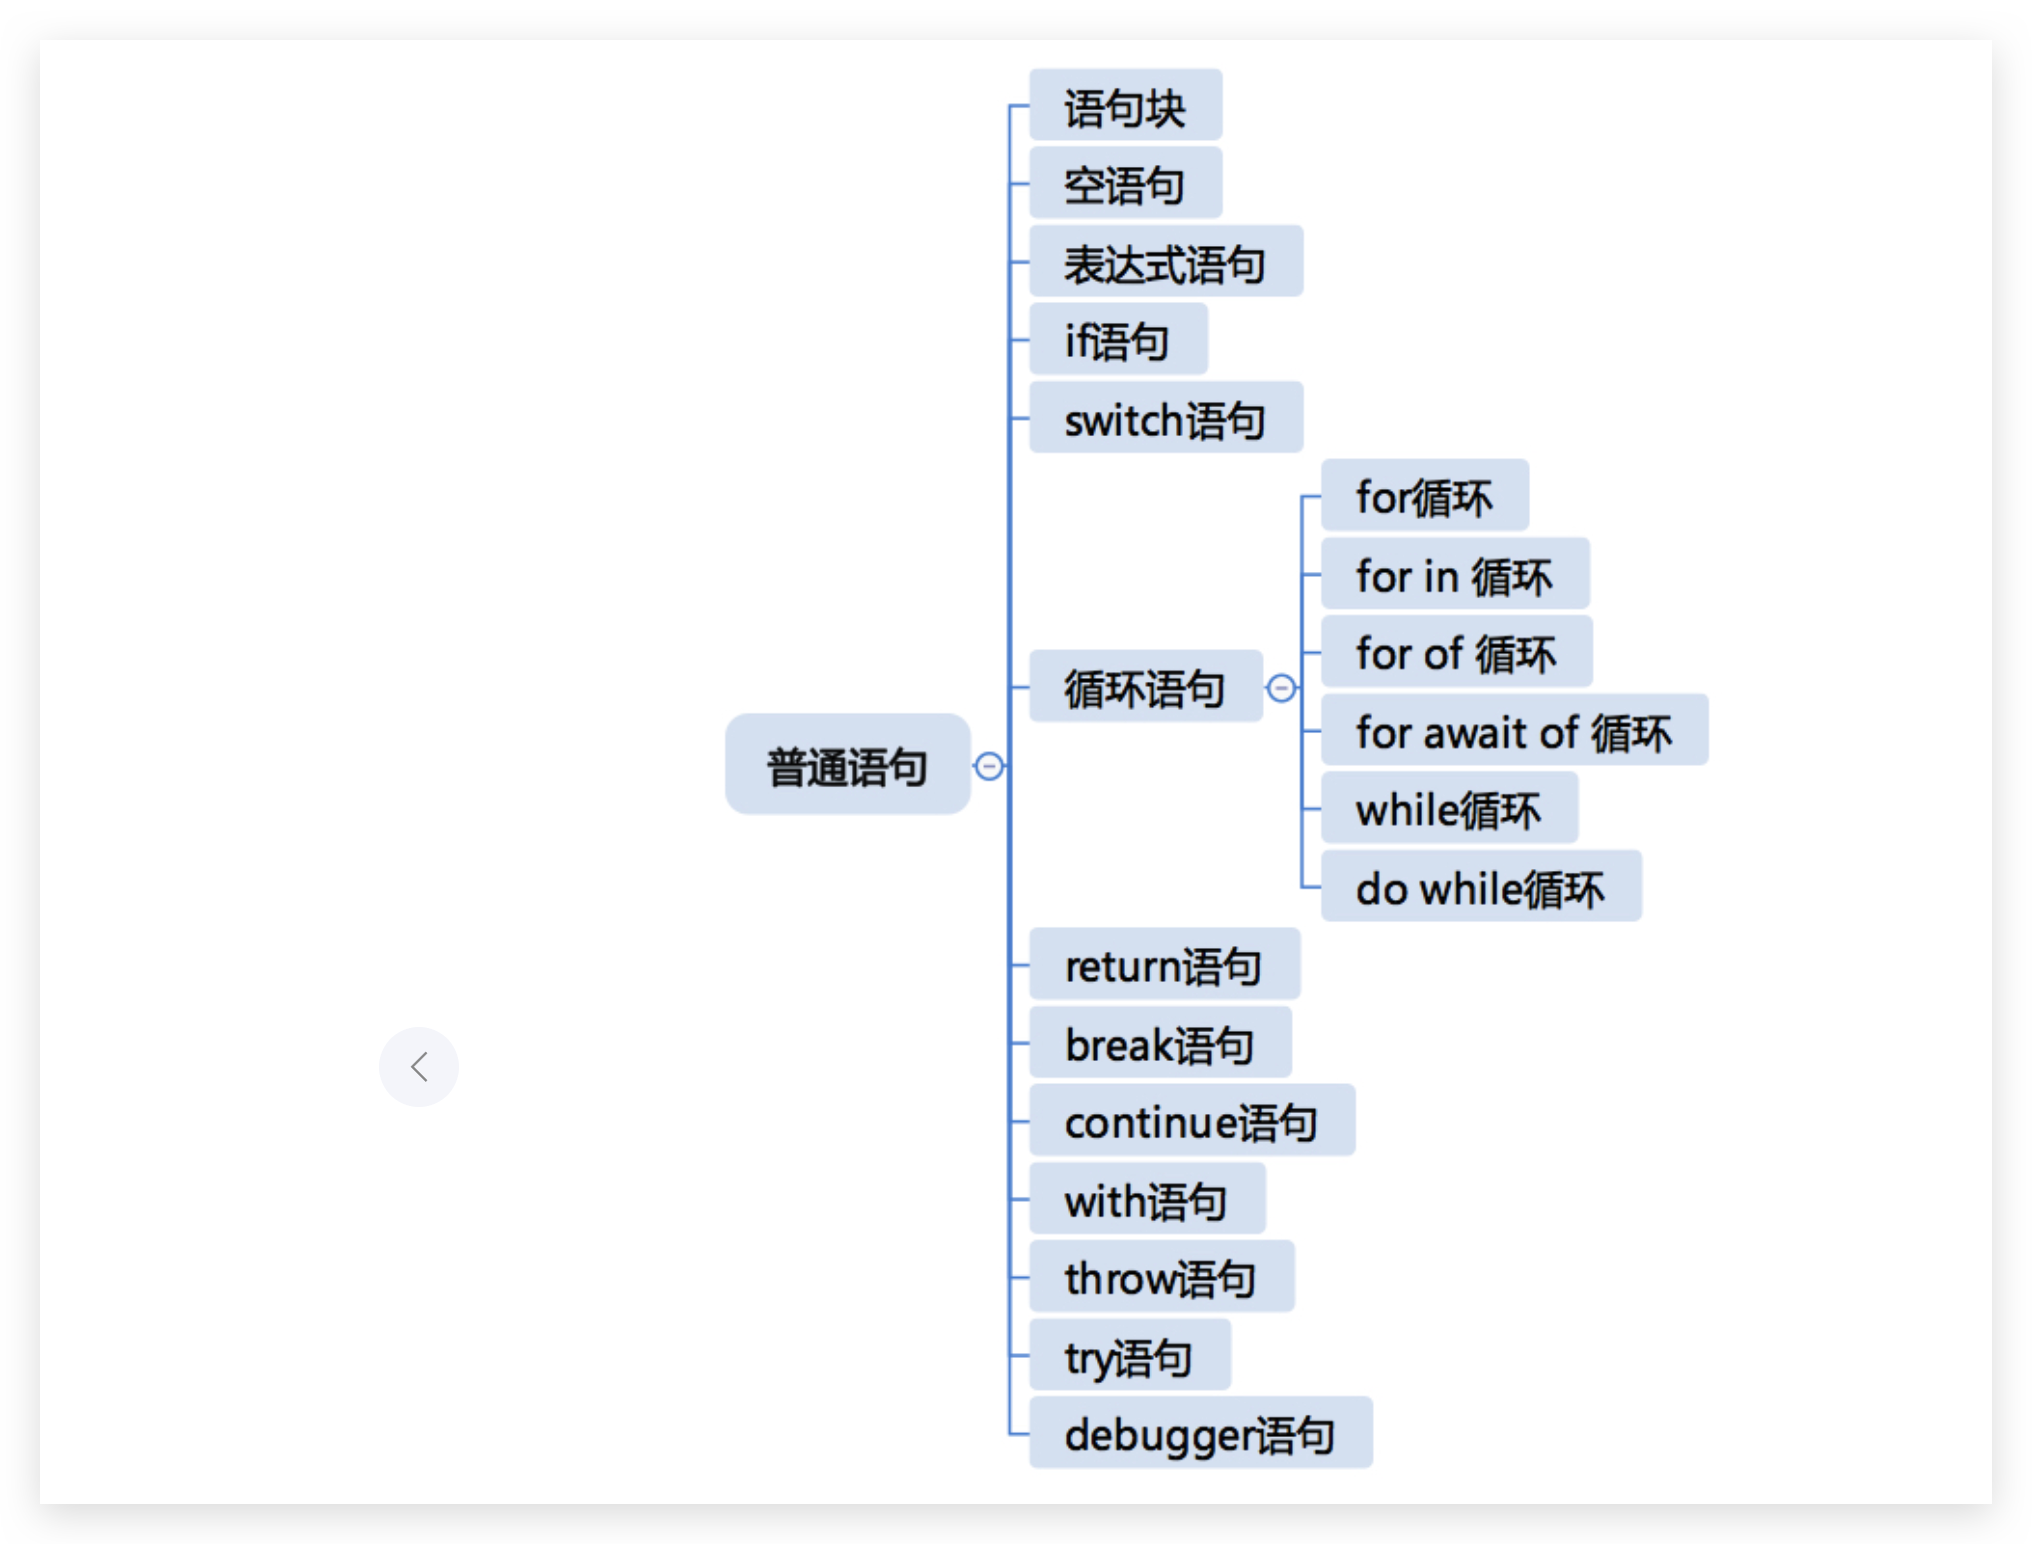 语句块
空语句
表达式语句
if语句
switch语句
for循环
for in 循环
for of 循环
循环语句
for await of 循环
普通语句
while循环
do while循环
return语句
break语句
continue语句
with语句
throw语句
try语句
debugger语句